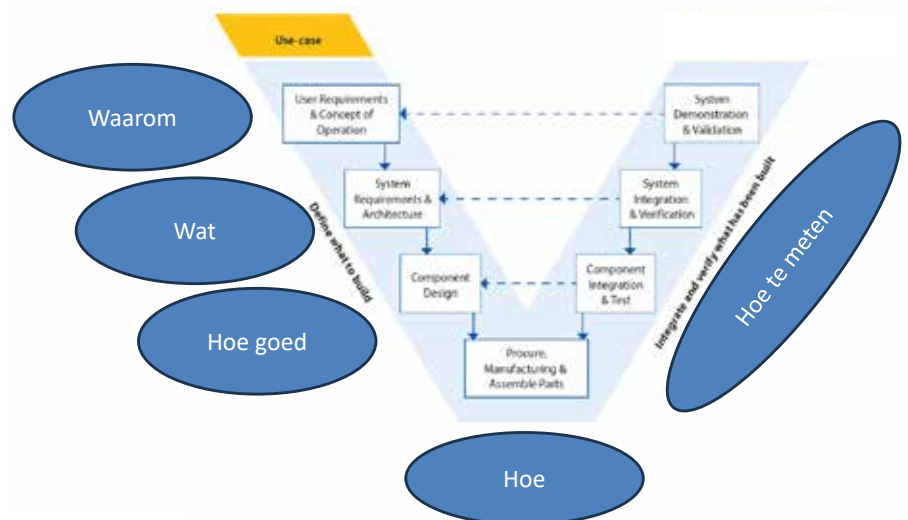 Use-case
Waarom
User Requirements
& Concept of
Operation
System
Demonstration
& Validation
Wat
System
Requirements &
Architecture
System
Integration
& Verification
Define what to build
Hoe goed
Component
Design
Component
Integration
& Test
Integrate and verify what has been built
Hoe te meten
Procure,
Manufacturing &
Assemble Parts
Hoe